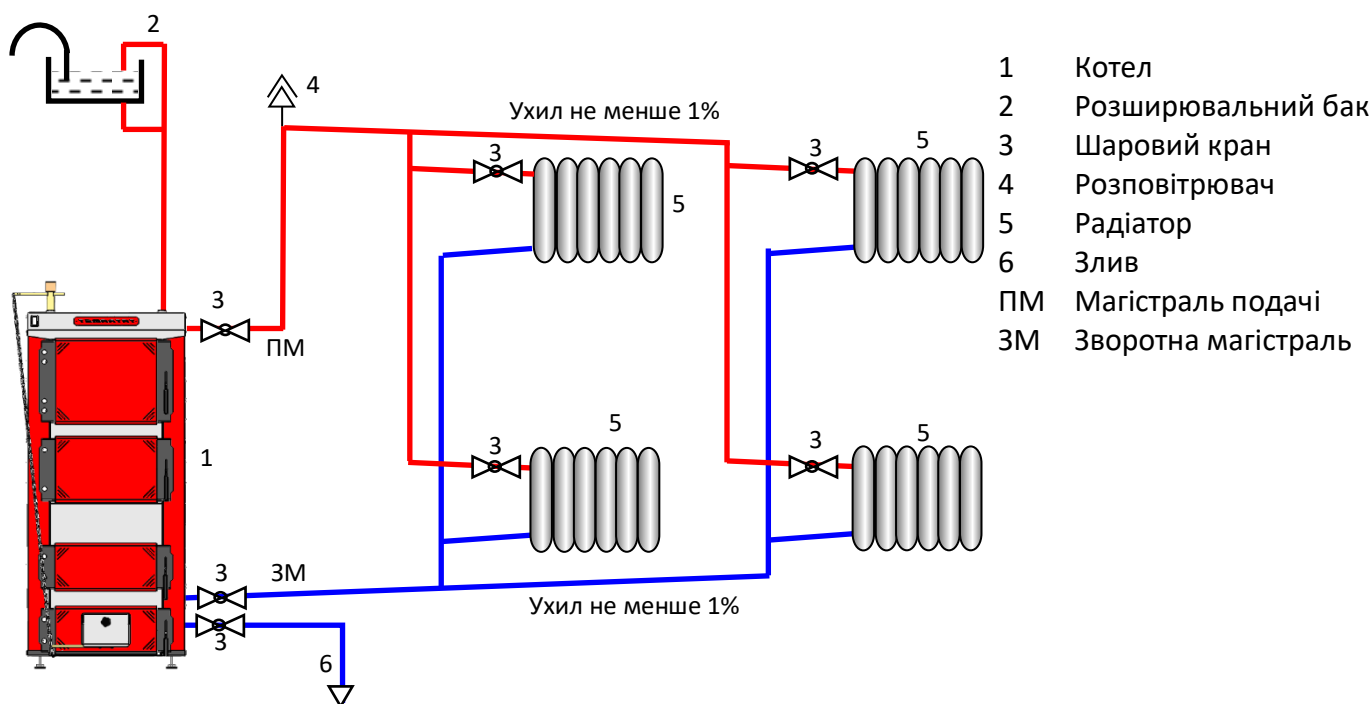 2
4
Ухил не менше 1%
3
5
3
5
1 Котел
2 Розширювальний бак
3 Шаровий кран
4 Розповітрювач
5 Радіатор
6 Злив
ПМ Магістраль подачі
ЗМ Зворотна магістраль
3
ПМ
1
3
5
3
5
3
ЗМ
Ухил не менше 1%
3
6